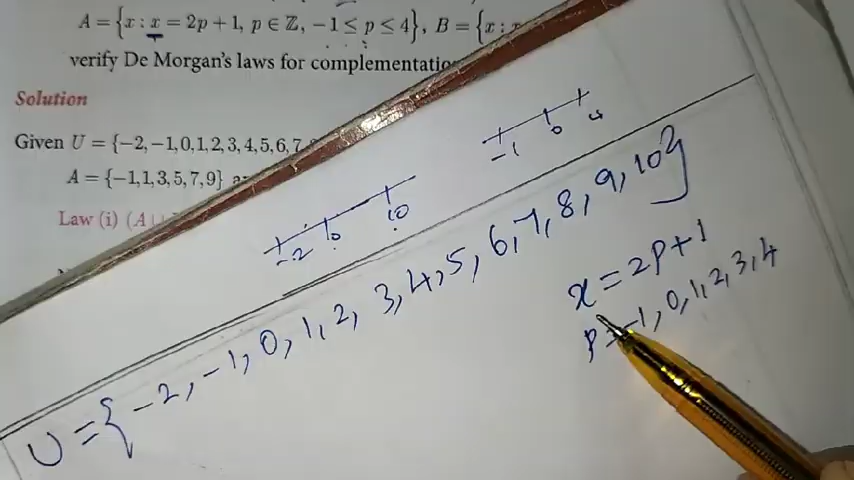 A = {x : x = 2p + 1, p ∈ ℤ, −1 ≤ p ≤ 4}, B = {x :
verify De Morgan's laws for
Solution
Given U = {−2, −1, 0, 1, 2, 3, 4, 5, 6, 7
A = {−1, 1, 3, 5, 7, 9}
Law (i) (A
-1 0 4
-2 0 10
U = {-2, -1, 0, 1, 2, 3, 4, 5, 6, 7, 8, 9, 10}
x = 2p+1
p = -1, 0, 1, 2, 3, 4